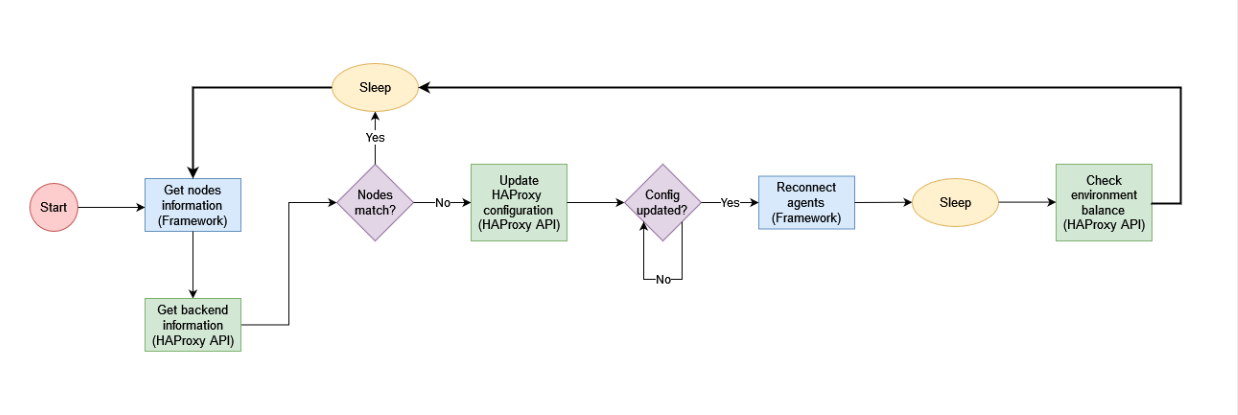 Sleep
Yes
Start
Get nodes
information
(Framework)
Nodes
match?
No
Update
HAProxy
configuration
(HAProxy API)
Config
updated?
No
Yes
Reconnect
agents
(Framework)
Sleep
Check
environment
balance
(HAProxy API)
Get backend
information
(HAProxy API)